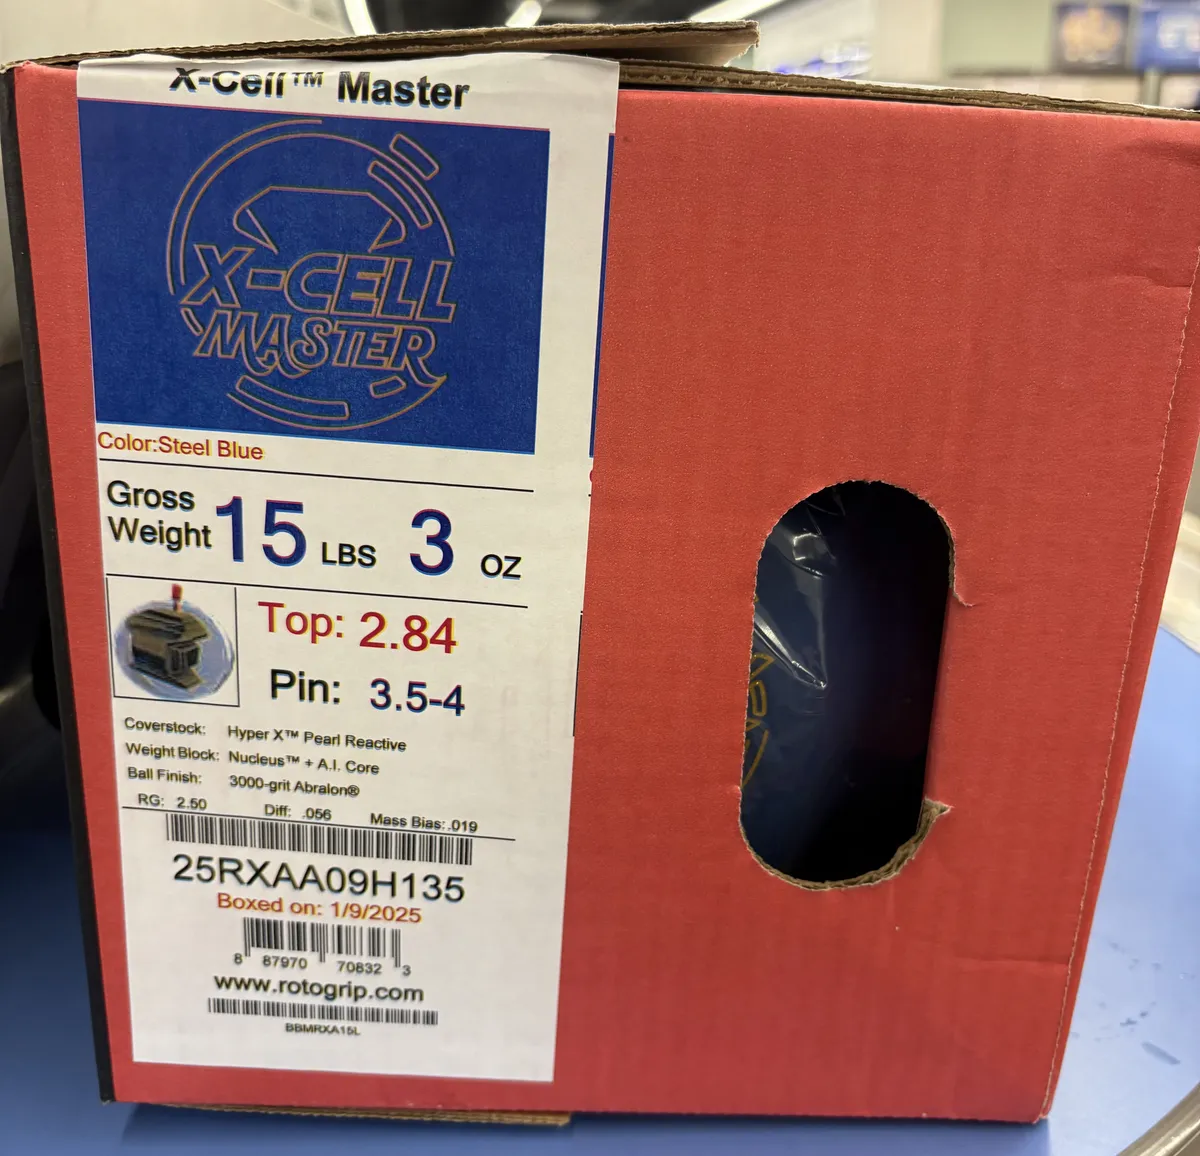 X-Cell™ Master
X-CELL
MASTER
Color:Steel Blue
Gross Weight 15 LBS 3 OZ
Top: 2.84
Pin: 3.5-4
Coverstock: Hyper X™ Pearl Reactive
Weight Block: Nucleus™ + A.I. Core
Ball Finish: 3000-grit Abralon®
RG: 2.50 Diff: .056 Mass Bias: .019
25RXAA09H135
Boxed on: 1/9/2025
8 87970 70832 3
www.rotogrip.com
BBMRXA15L